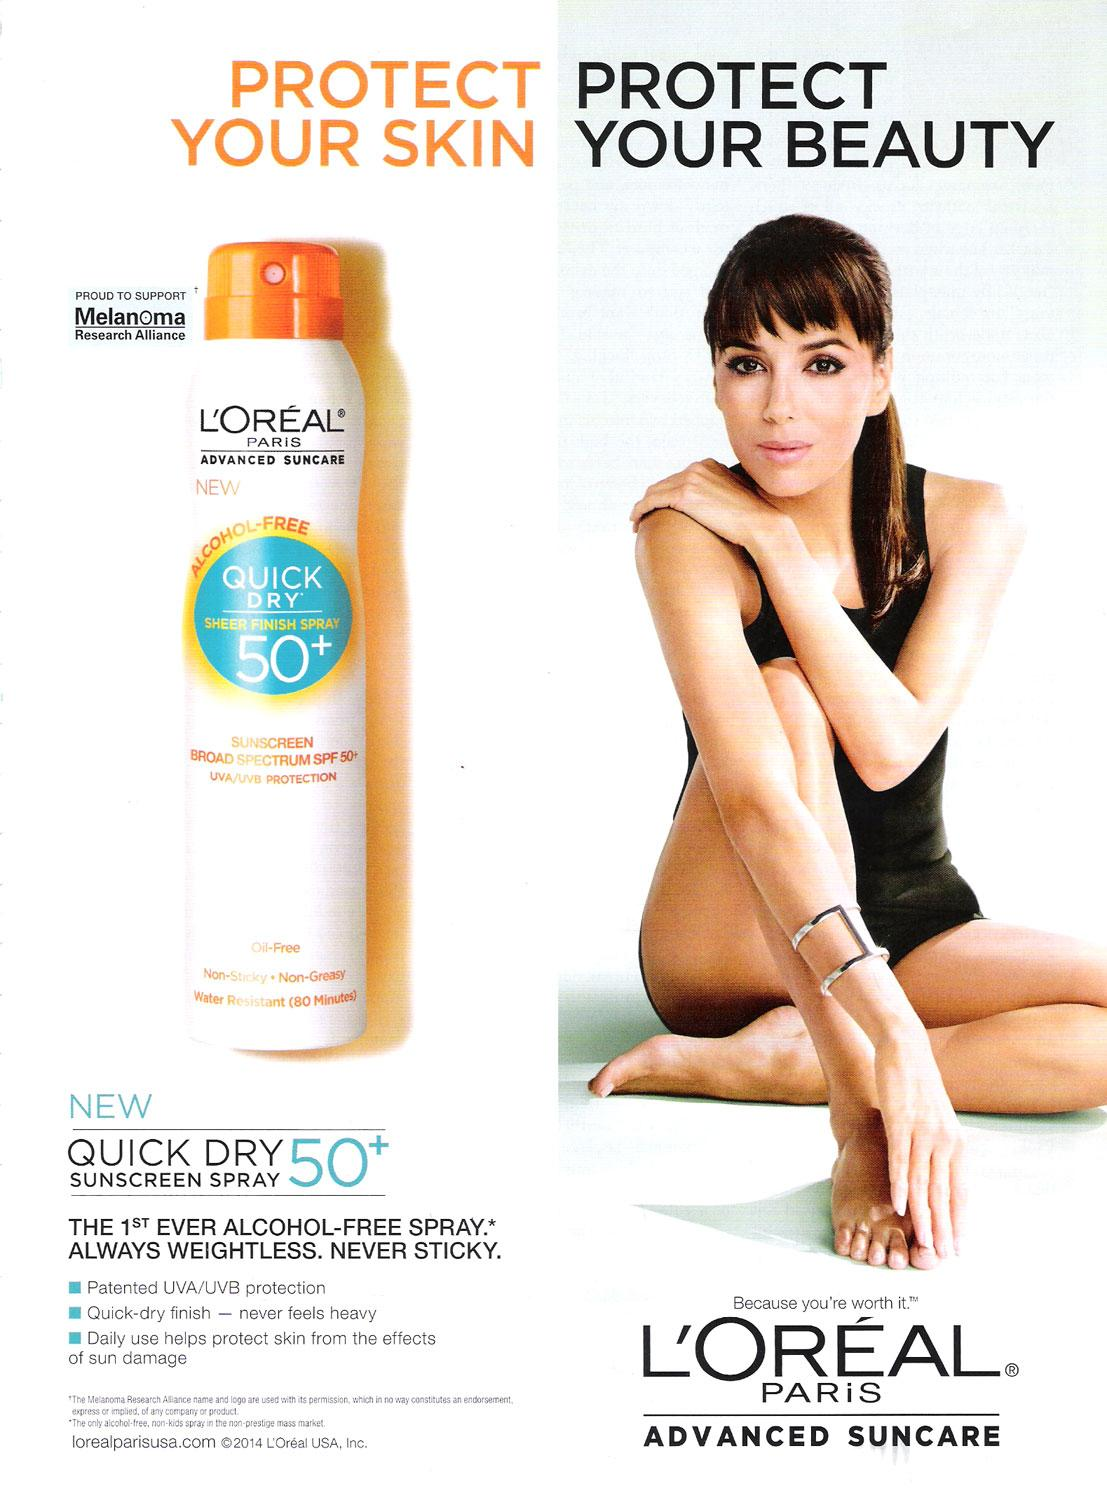 PROTECT
YOUR SKIN
PROTECT
YOUR BEAUTY
PROUD TO SUPPORT †
Melanoma
Research Alliance
L'ORÉAL®
PARiS
ADVANCED SUNCARE
NEW
ALCOHOL-FREE
QUICK
DRY™
SHEER FINISH SPRAY
50+
SUNSCREEN
BROAD SPECTRUM SPF 50+
UVA/UVB PROTECTION
Oil-Free
Non-Sticky • Non-Greasy
Water Resistant (80 Minutes)
NEW
QUICK DRY 50+
SUNSCREEN SPRAY
THE 1ST EVER ALCOHOL-FREE SPRAY.*
ALWAYS WEIGHTLESS. NEVER STICKY.
■ Patented UVA/UVB protection
■ Quick-dry finish — never feels heavy
■ Daily use helps protect skin from the effects
of sun damage
†The Melanoma Research Alliance name and logo are used with its permission, which in no way constitutes an endorsement,
express or implied, of any company or product.
*The only alcohol-free, non-kids spray in the non-prestige mass market.
lorealparisusa.com ©2014 L'Oréal USA, Inc.
Because you're worth it.™
L'ORÉAL®
PARiS
ADVANCED SUNCARE